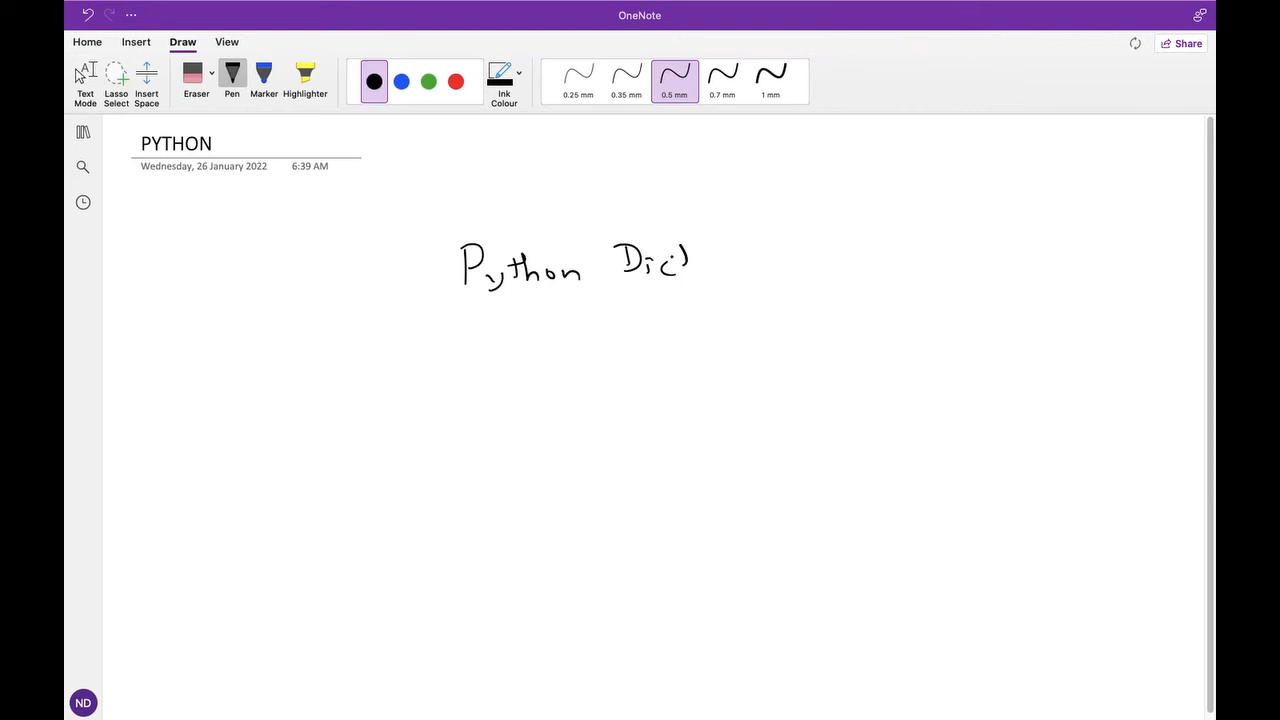 OneNote
Home Insert Draw View Share
Text Mode Lasso Select Insert Space Eraser Pen Marker Highlighter Ink Colour 0.25 mm 0.35 mm 0.5 mm 0.7 mm 1 mm
PYTHON
Wednesday, 26 January 2022 6:39 AM
Python Dic
ND